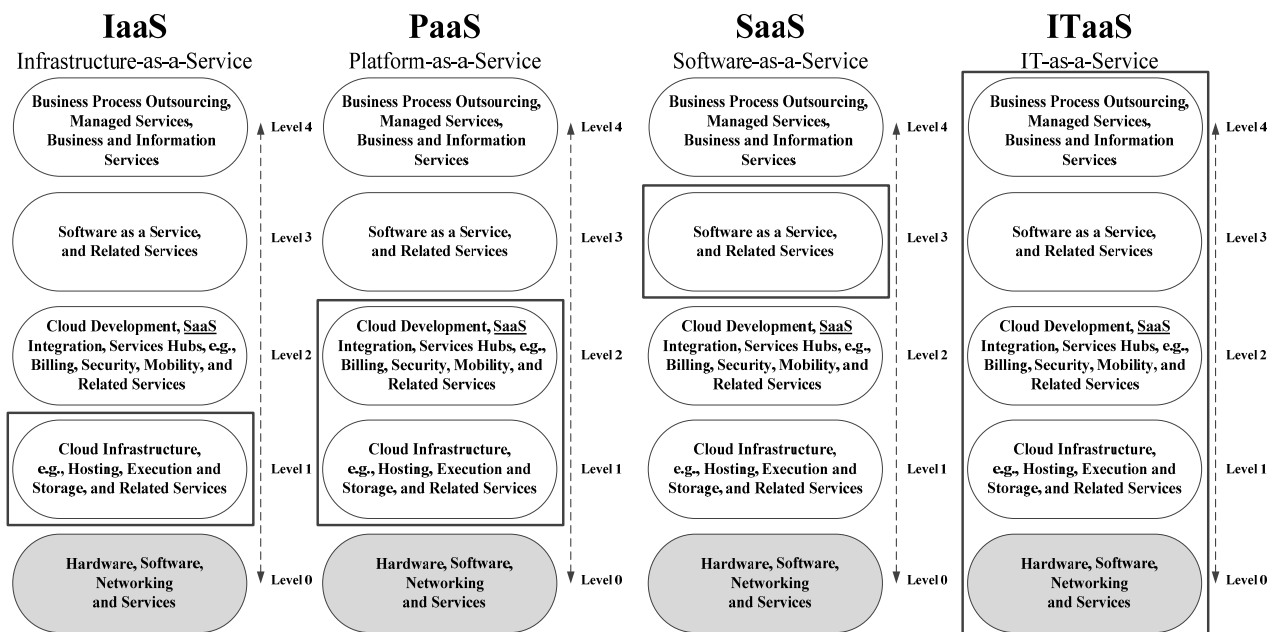 IaaS
Infrastructure-as-a-Service
Business Process Outsourcing,
Managed Services,
Business and Information
Services
Level 4
Software as a Service,
and Related Services
Level 3
Cloud Development, SaaS
Integration, Services Hubs, e.g.,
Billing, Security, Mobility, and
Related Services
Level 2
Cloud Infrastructure,
e.g., Hosting, Execution and
Storage, and Related Services
Level 1
Hardware, Software,
Networking
and Services
Level 0
PaaS
Platform-as-a-Service
Business Process Outsourcing,
Managed Services,
Business and Information
Services
Level 4
Software as a Service,
and Related Services
Level 3
Cloud Development, SaaS
Integration, Services Hubs, e.g.,
Billing, Security, Mobility, and
Related Services
Level 2
Cloud Infrastructure,
e.g., Hosting, Execution and
Storage, and Related Services
Level 1
Hardware, Software,
Networking
and Services
Level 0
SaaS
Software-as-a-Service
Business Process Outsourcing,
Managed Services,
Business and Information
Services
Level 4
Software as a Service,
and Related Services
Level 3
Cloud Development, SaaS
Integration, Services Hubs, e.g.,
Billing, Security, Mobility, and
Related Services
Level 2
Cloud Infrastructure,
e.g., Hosting, Execution and
Storage, and Related Services
Level 1
Hardware, Software,
Networking
and Services
Level 0
ITaaS
IT-as-a-Service
Business Process Outsourcing,
Managed Services,
Business and Information
Services
Level 4
Software as a Service,
and Related Services
Level 3
Cloud Development, SaaS
Integration, Services Hubs, e.g.,
Billing, Security, Mobility, and
Related Services
Level 2
Cloud Infrastructure,
e.g., Hosting, Execution and
Storage, and Related Services
Level 1
Hardware, Software,
Networking
and Services
Level 0